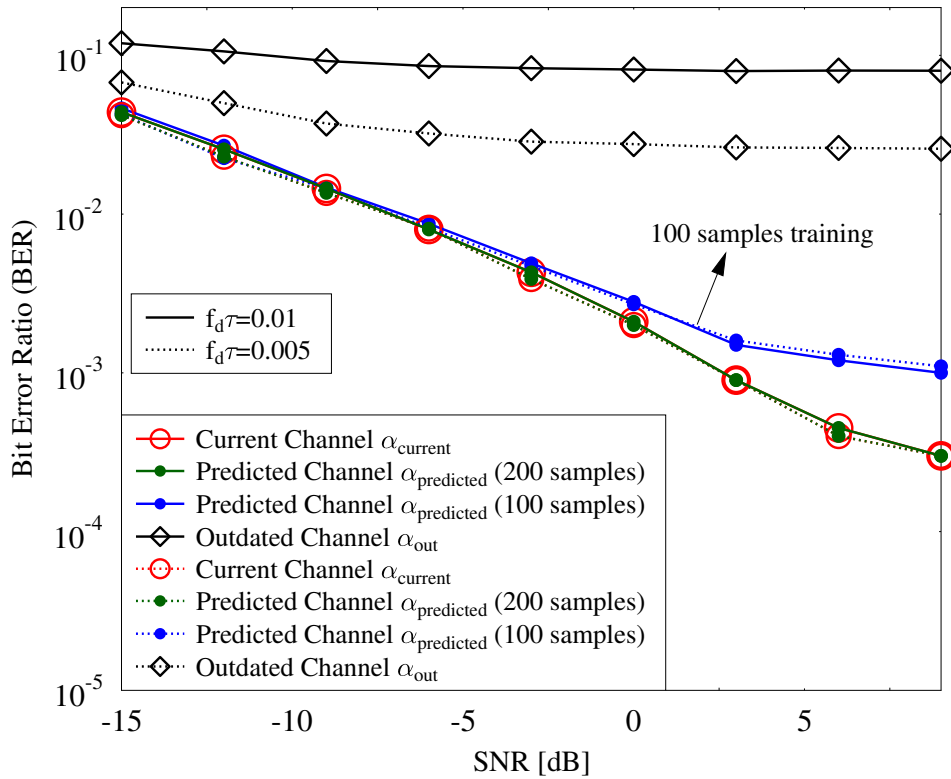 10^-1
10^-2
10^-3
10^-4
10^-5
Bit Error Ratio (BER)
100 samples training
f_dτ=0.01
f_dτ=0.005
Current Channel α_current
Predicted Channel α_predicted (200 samples)
Predicted Channel α_predicted (100 samples)
Outdated Channel α_out
Current Channel α_current
Predicted Channel α_predicted (200 samples)
Predicted Channel α_predicted (100 samples)
Outdated Channel α_out
-15 -10 -5 0 5
SNR [dB]